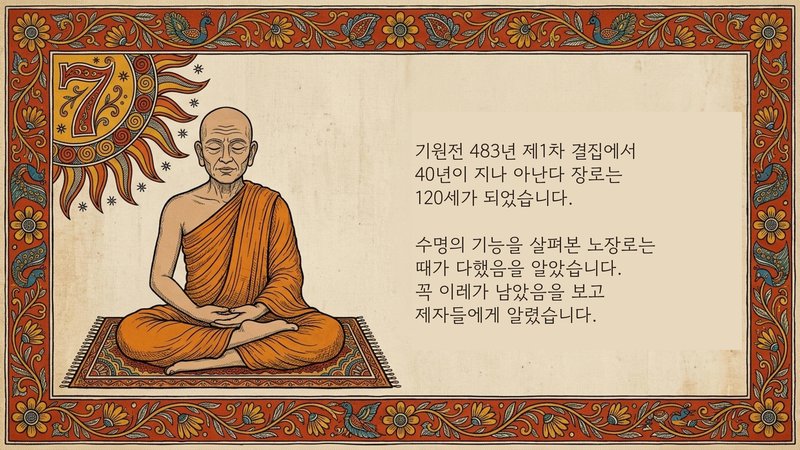 7
기원전 483년 제1차 결집에서
40년이 지나 아난다 장로는
120세가 되었습니다.
수명의 기능을 살펴본 노장로는
때가 다했음을 알았습니다.
꼭 이레가 남았음을 보고
제자들에게 알렸습니다.